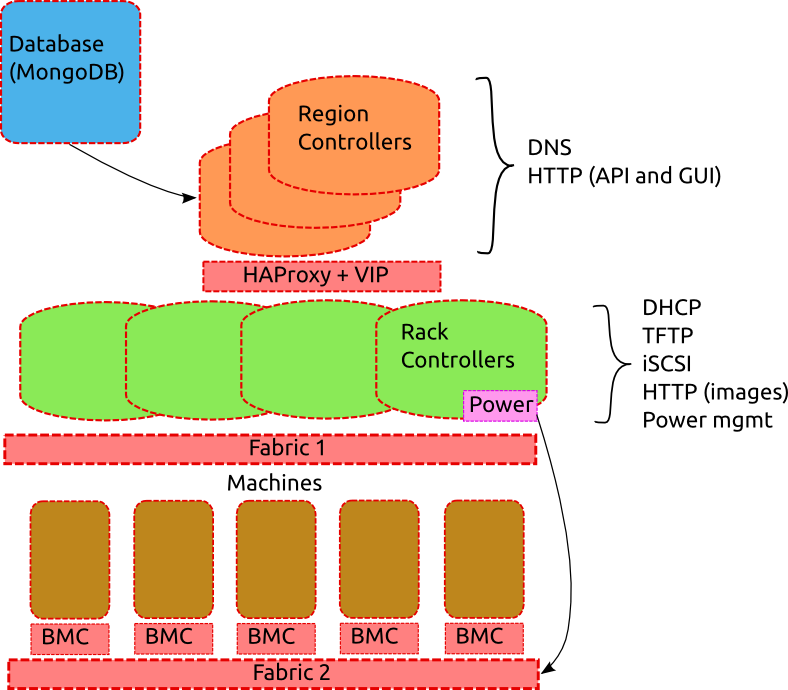 Database
(MongoDB)
Region
Controllers
DNS
HTTP (API and GUI)
HAProxy + VIP
Rack
Controllers
Power
DHCP
TFTP
iSCSI
HTTP (images)
Power mgmt
Fabric 1
Machines
BMC
BMC
BMC
BMC
BMC
Fabric 2